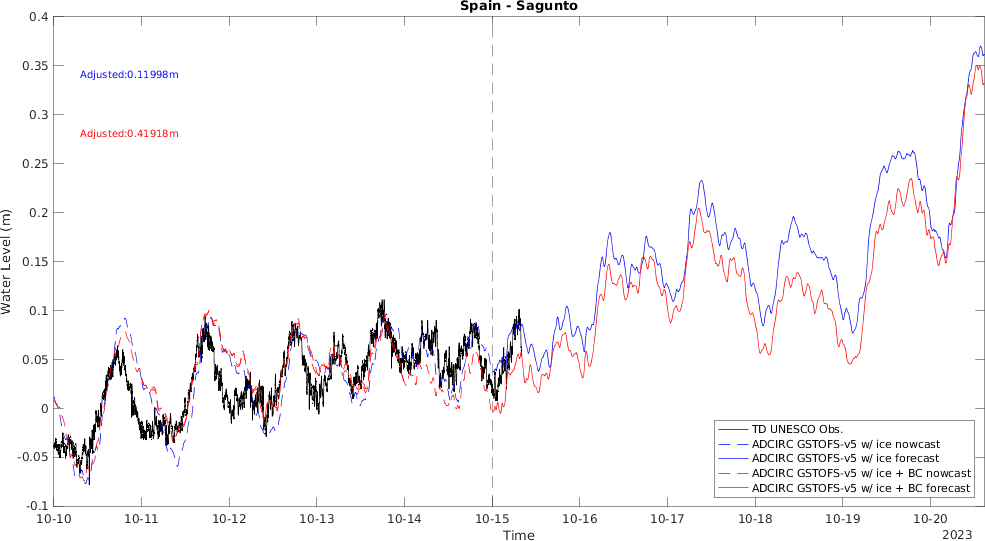 Spain - Sagunto
0.4
0.35
0.3
0.25
0.2
0.15
0.1
0.05
0
-0.05
-0.1
Water Level (m)
Adjusted:0.11998m
Adjusted:0.41918m
TD UNESCO Obs.
ADCIRC GSTOFS-v5 w/ ice nowcast
ADCIRC GSTOFS-v5 w/ ice forecast
ADCIRC GSTOFS-v5 w/ ice + BC nowcast
ADCIRC GSTOFS-v5 w/ ice + BC forecast
10-10 10-11 10-12 10-13 10-14 10-15 10-16 10-17 10-18 10-19 10-20
Time
2023